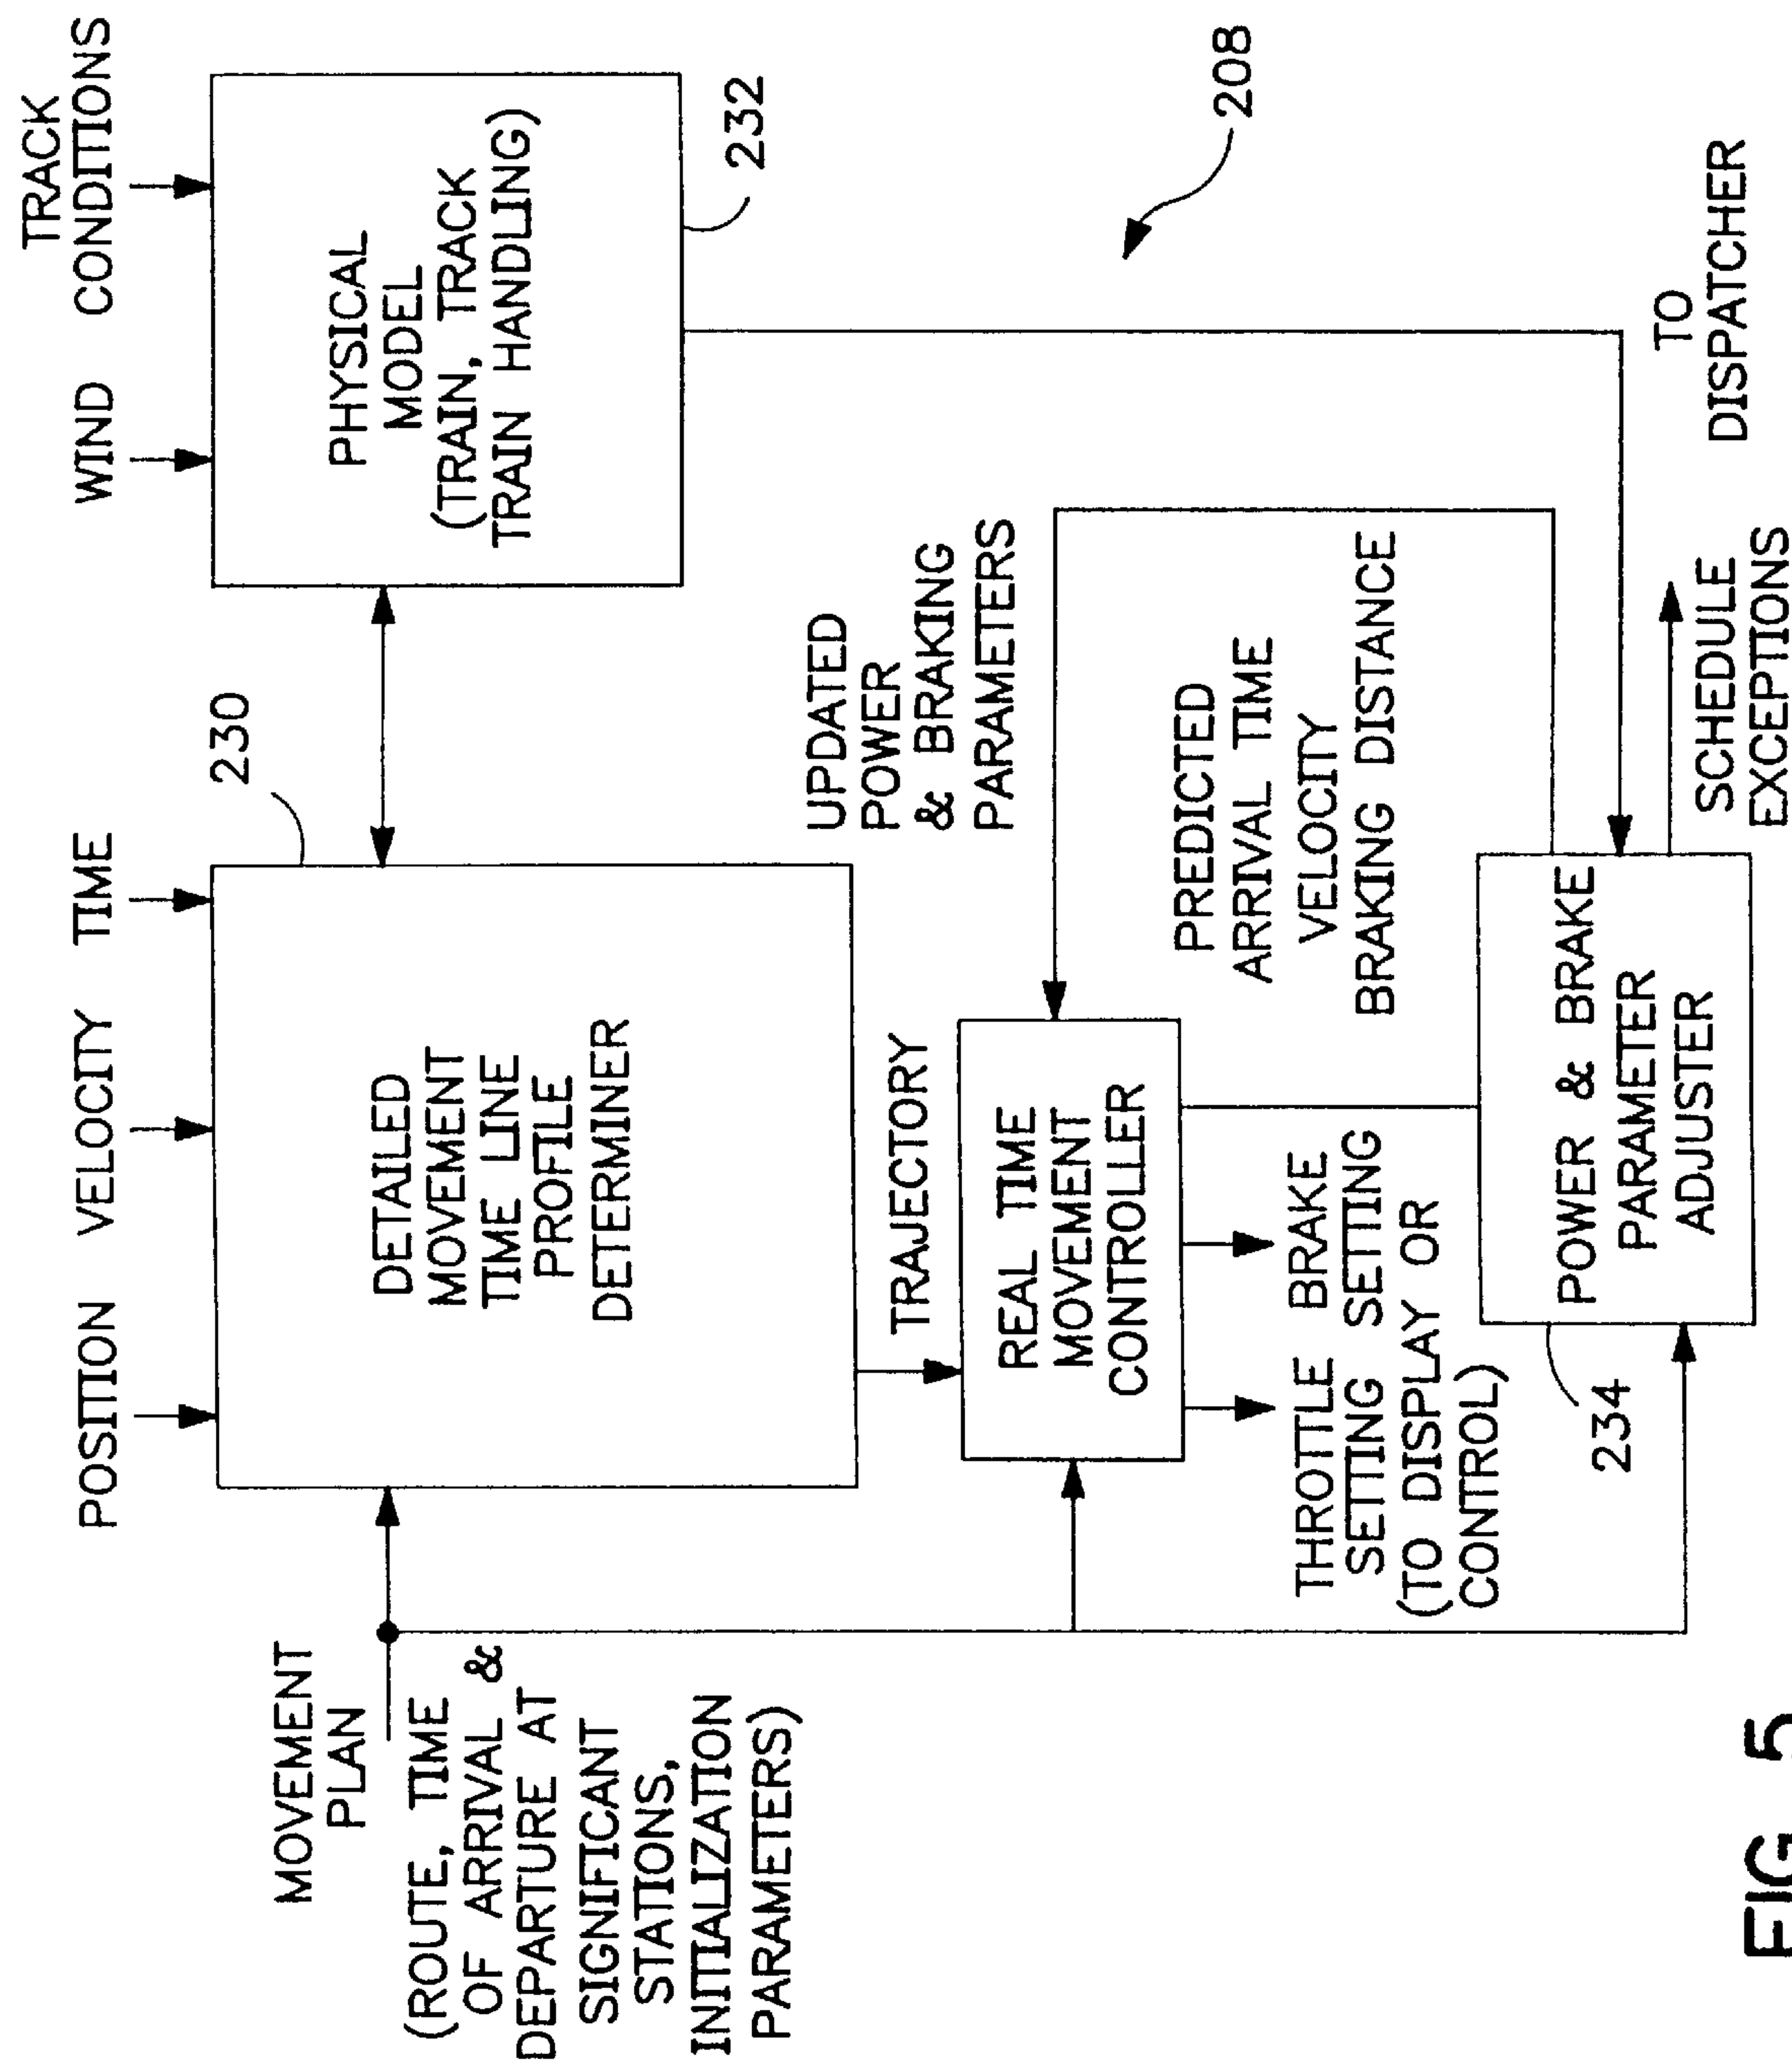 POSITION VELOCITY TIME
WIND
TRACK
CONDITIONS
230
MOVEMENT
PLAN
(ROUTE, TIME
OF ARRIVAL &
DEPARTURE AT
SIGNIFICANT
STATIONS,
INITIALIZATION
PARAMETERS)
DETAILED
MOVEMENT
TIME LINE
PROFILE
DETERMINER
PHYSICAL
MODEL
(TRAIN, TRACK
TRAIN HANDLING)
232
TRAJECTORY
UPDATED
POWER
& BRAKING
PARAMETERS
REAL TIME
MOVEMENT
CONTROLLER
208
PREDICTED
ARRIVAL TIME
VELOCITY
BRAKING DISTANCE
THROTTLE BRAKE
SETTING SETTING
(TO DISPLAY OR
CONTROL)
234
POWER & BRAKE
PARAMETER
ADJUSTER
TO
DISPATCHER
SCHEDULE
EXCEPTIONS
FIG. 5